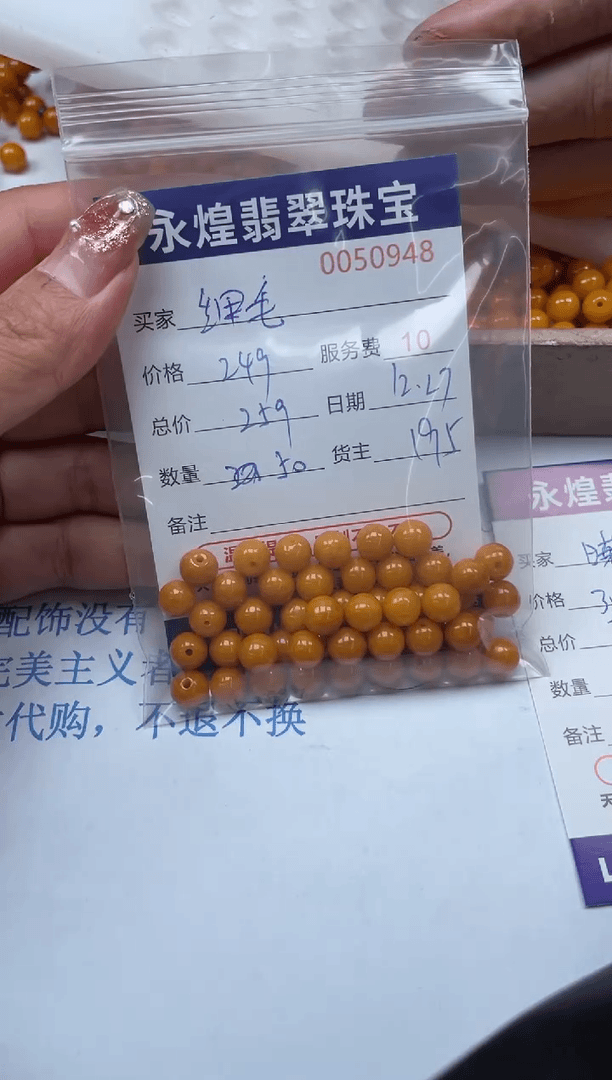 永煌翡翠珠宝
0050948
买家 细毛
价格 249 服务费 10
总价 259 日期 12.27
数量 30 货主 195
备注
配饰没有
完美主义者
代购，不退不换
永煌翡
买家
价格
总价
数量
备注
天
L